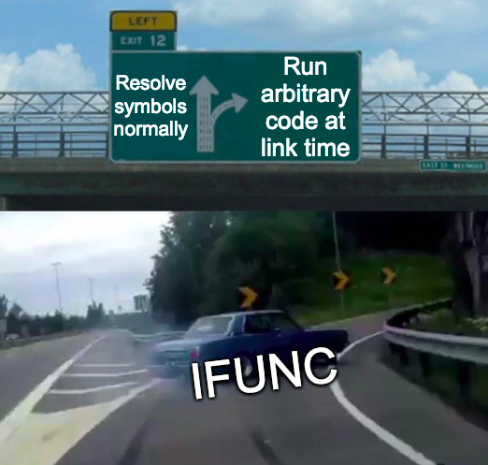 LEFT
EXIT 12
Resolve
symbols
normally
Run
arbitrary
code at
link time
IFUNC